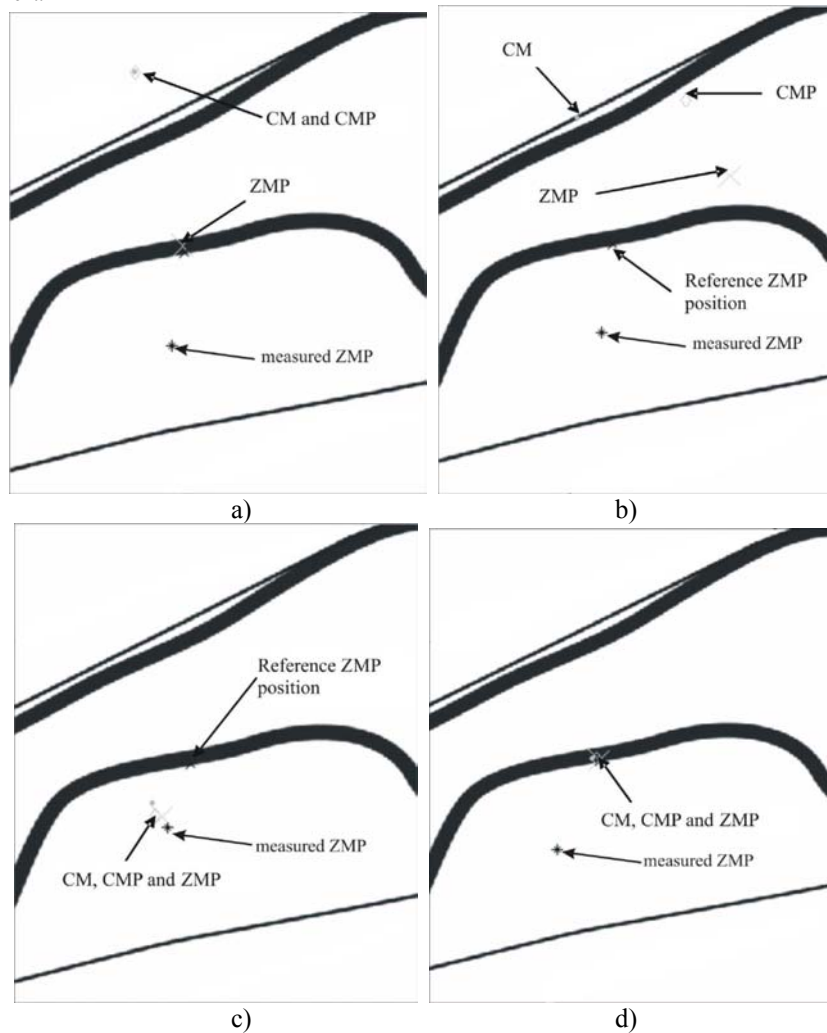 CM and CMP
ZMP
measured ZMP
a)
CM
CMP
ZMP
Reference ZMP
position
measured ZMP
b)
Reference ZMP
position
measured ZMP
CM, CMP and ZMP
c)
CM, CMP and ZMP
measured ZMP
d)